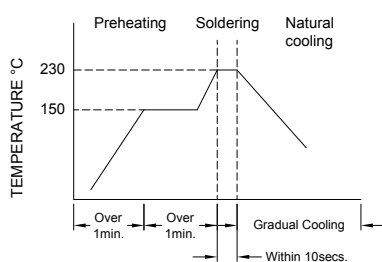 Preheating Soldering Natural
cooling
TEMPERATURE °C
230
150
Over
1min.
Over
1min.
Gradual Cooling
Within 10secs.